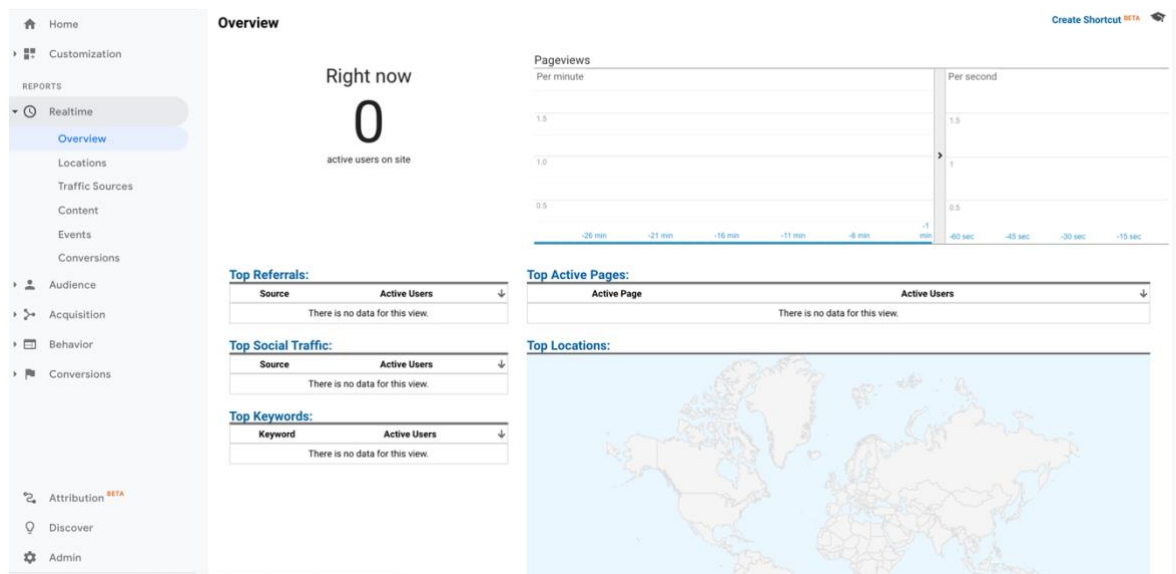 Home
Customization
REPORTS
Realtime
Overview
Locations
Traffic Sources
Content
Events
Conversions
Audience
Acquisition
Behavior
Conversions
Attribution BETA
Discover
Admin
Overview
Create Shortcut BETA
Right now
0
active users on site
Pageviews
Per minute
1.5
1.0
0.5
-26 min -21 min -16 min -11 min -6 min -1 min
Per second
1.5
1
0.5
-60 sec -45 sec -30 sec -15 sec
Top Referrals:
Source Active Users
There is no data for this view.
Top Social Traffic:
Source Active Users
There is no data for this view.
Top Keywords:
Keyword Active Users
There is no data for this view.
Top Active Pages:
Active Page Active Users
There is no data for this view.
Top Locations: